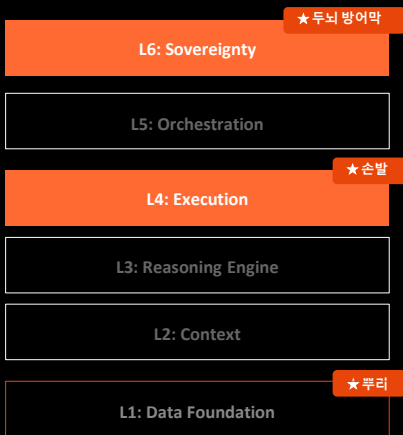 ★두뇌 방어막
L6: Sovereignty
L5: Orchestration
★손발
L4: Execution
L3: Reasoning Engine
L2: Context
★뿌리
L1: Data Foundation